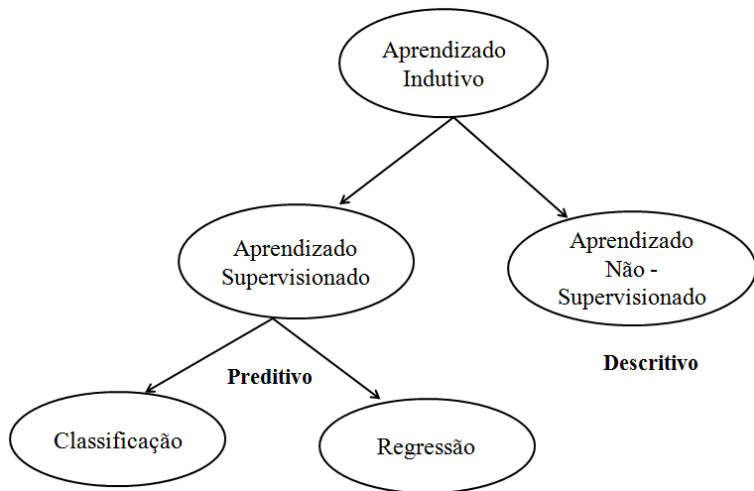 Aprendizado
Indutivo
Aprendizado
Supervisionado
Aprendizado
Não -
Supervisionado
Preditivo
Descritivo
Classificação
Regressão